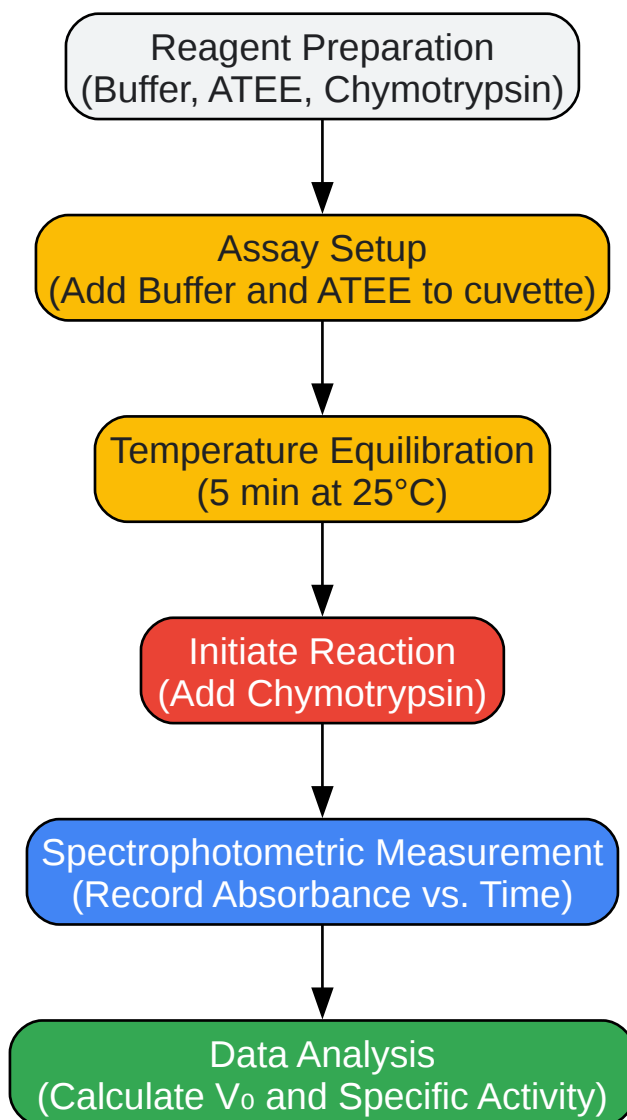 Reagent Preparation
(Buffer, ATEE, Chymotrypsin)
Assay Setup
(Add Buffer and ATEE to cuvette)
Temperature Equilibration
(5 min at 25°C)
Initiate Reaction
(Add Chymotrypsin)
Spectrophotometric Measurement
(Record Absorbance vs. Time)
Data Analysis
(Calculate V₀ and Specific Activity)